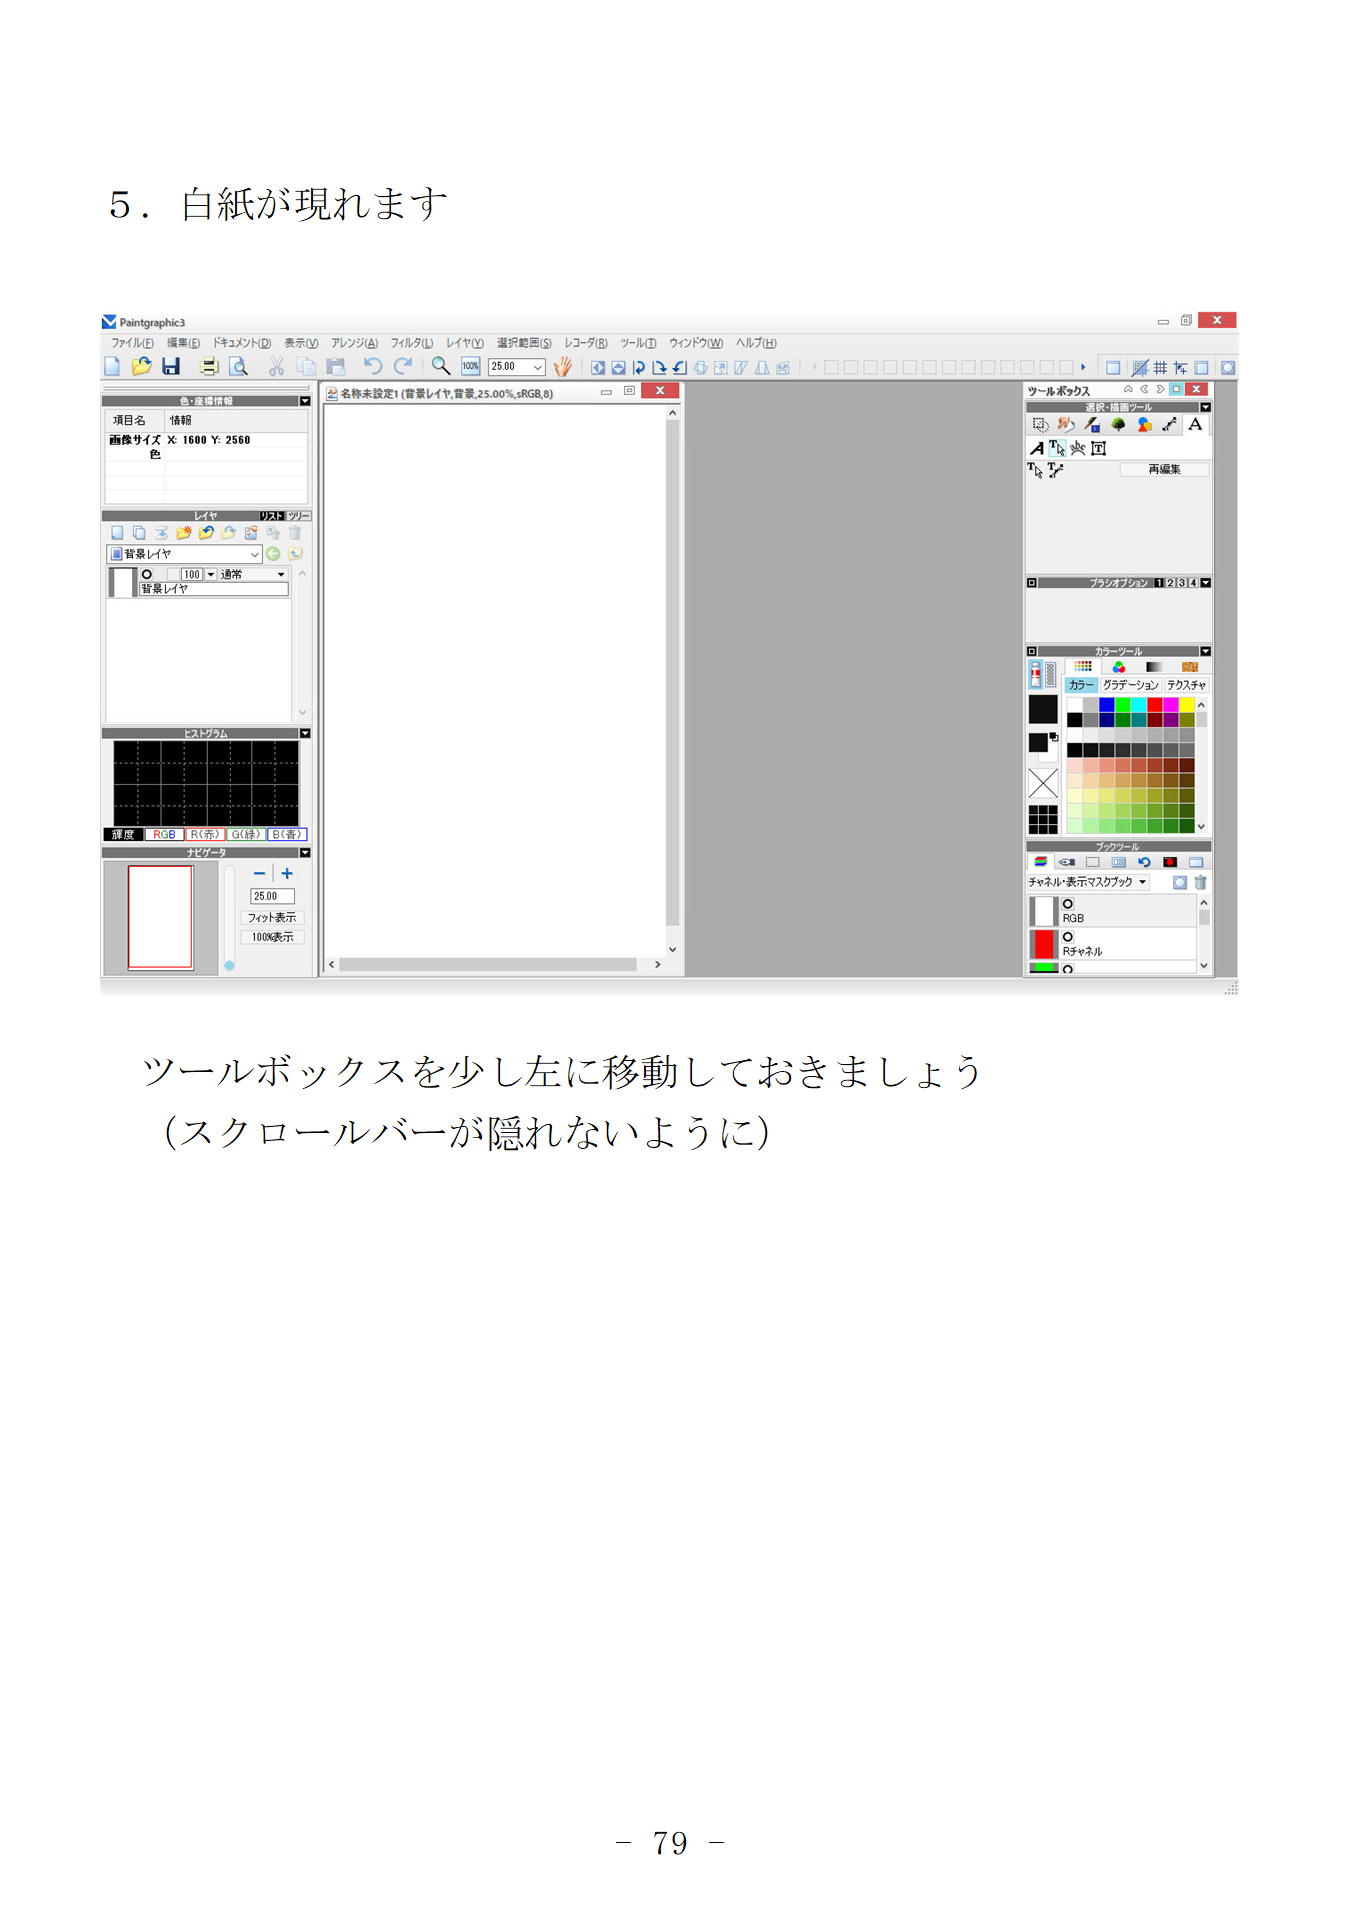 ５．白紙が現れます
Paintgraphic3
ファイル(F) 編集(E) ドキュメント(D) 表示(V) アレンジ(A) フィルタ(L) レイヤ(Y) 選択範囲(S) レコーダ(R) ツール(T) ウィンドウ(W) ヘルプ(H)
100% 25.00
色・座標情報
項目名 情報
画像サイズ X: 1600 Y: 2560
色
レイヤ リスト ツリー
背景レイヤ
100 通常
背景レイヤ
ヒストグラム
輝度 RGB R(赤) G(緑) B(青)
ナビゲータ
25.00
フィット表示
100%表示
名称未設定1 (背景レイヤ,背景,25.00%,sRGB,8)
ツールボックス
選択・描画ツール
再編集
ブラシオプション 1 2 3 4
カラーツール
カラー グラデーション テクスチャ
ブックツール
チャネル・表示マスクブック
RGB
Rチャネル
ツールボックスを少し左に移動しておきましょう
（スクロールバーが隠れないように）
- 79 -